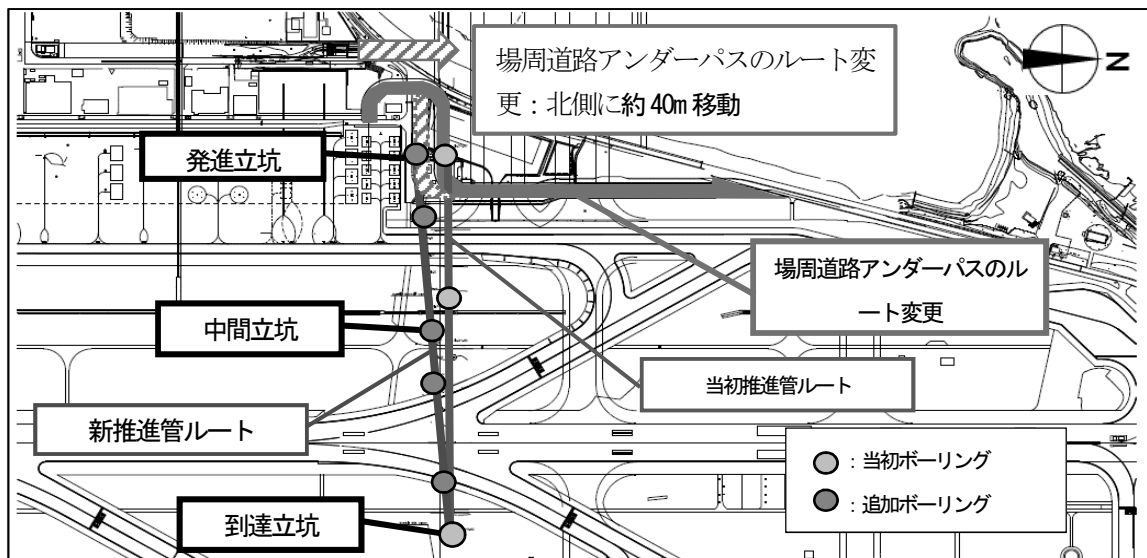 場周道路アンダーパスのルート変
更：北側に約40m移動
N
発進立坑
場周道路アンダーパスのル
ート変更
中間立坑
当初推進管ルート
新推進管ルート
：当初ボーリング
：追加ボーリング
到達立坑